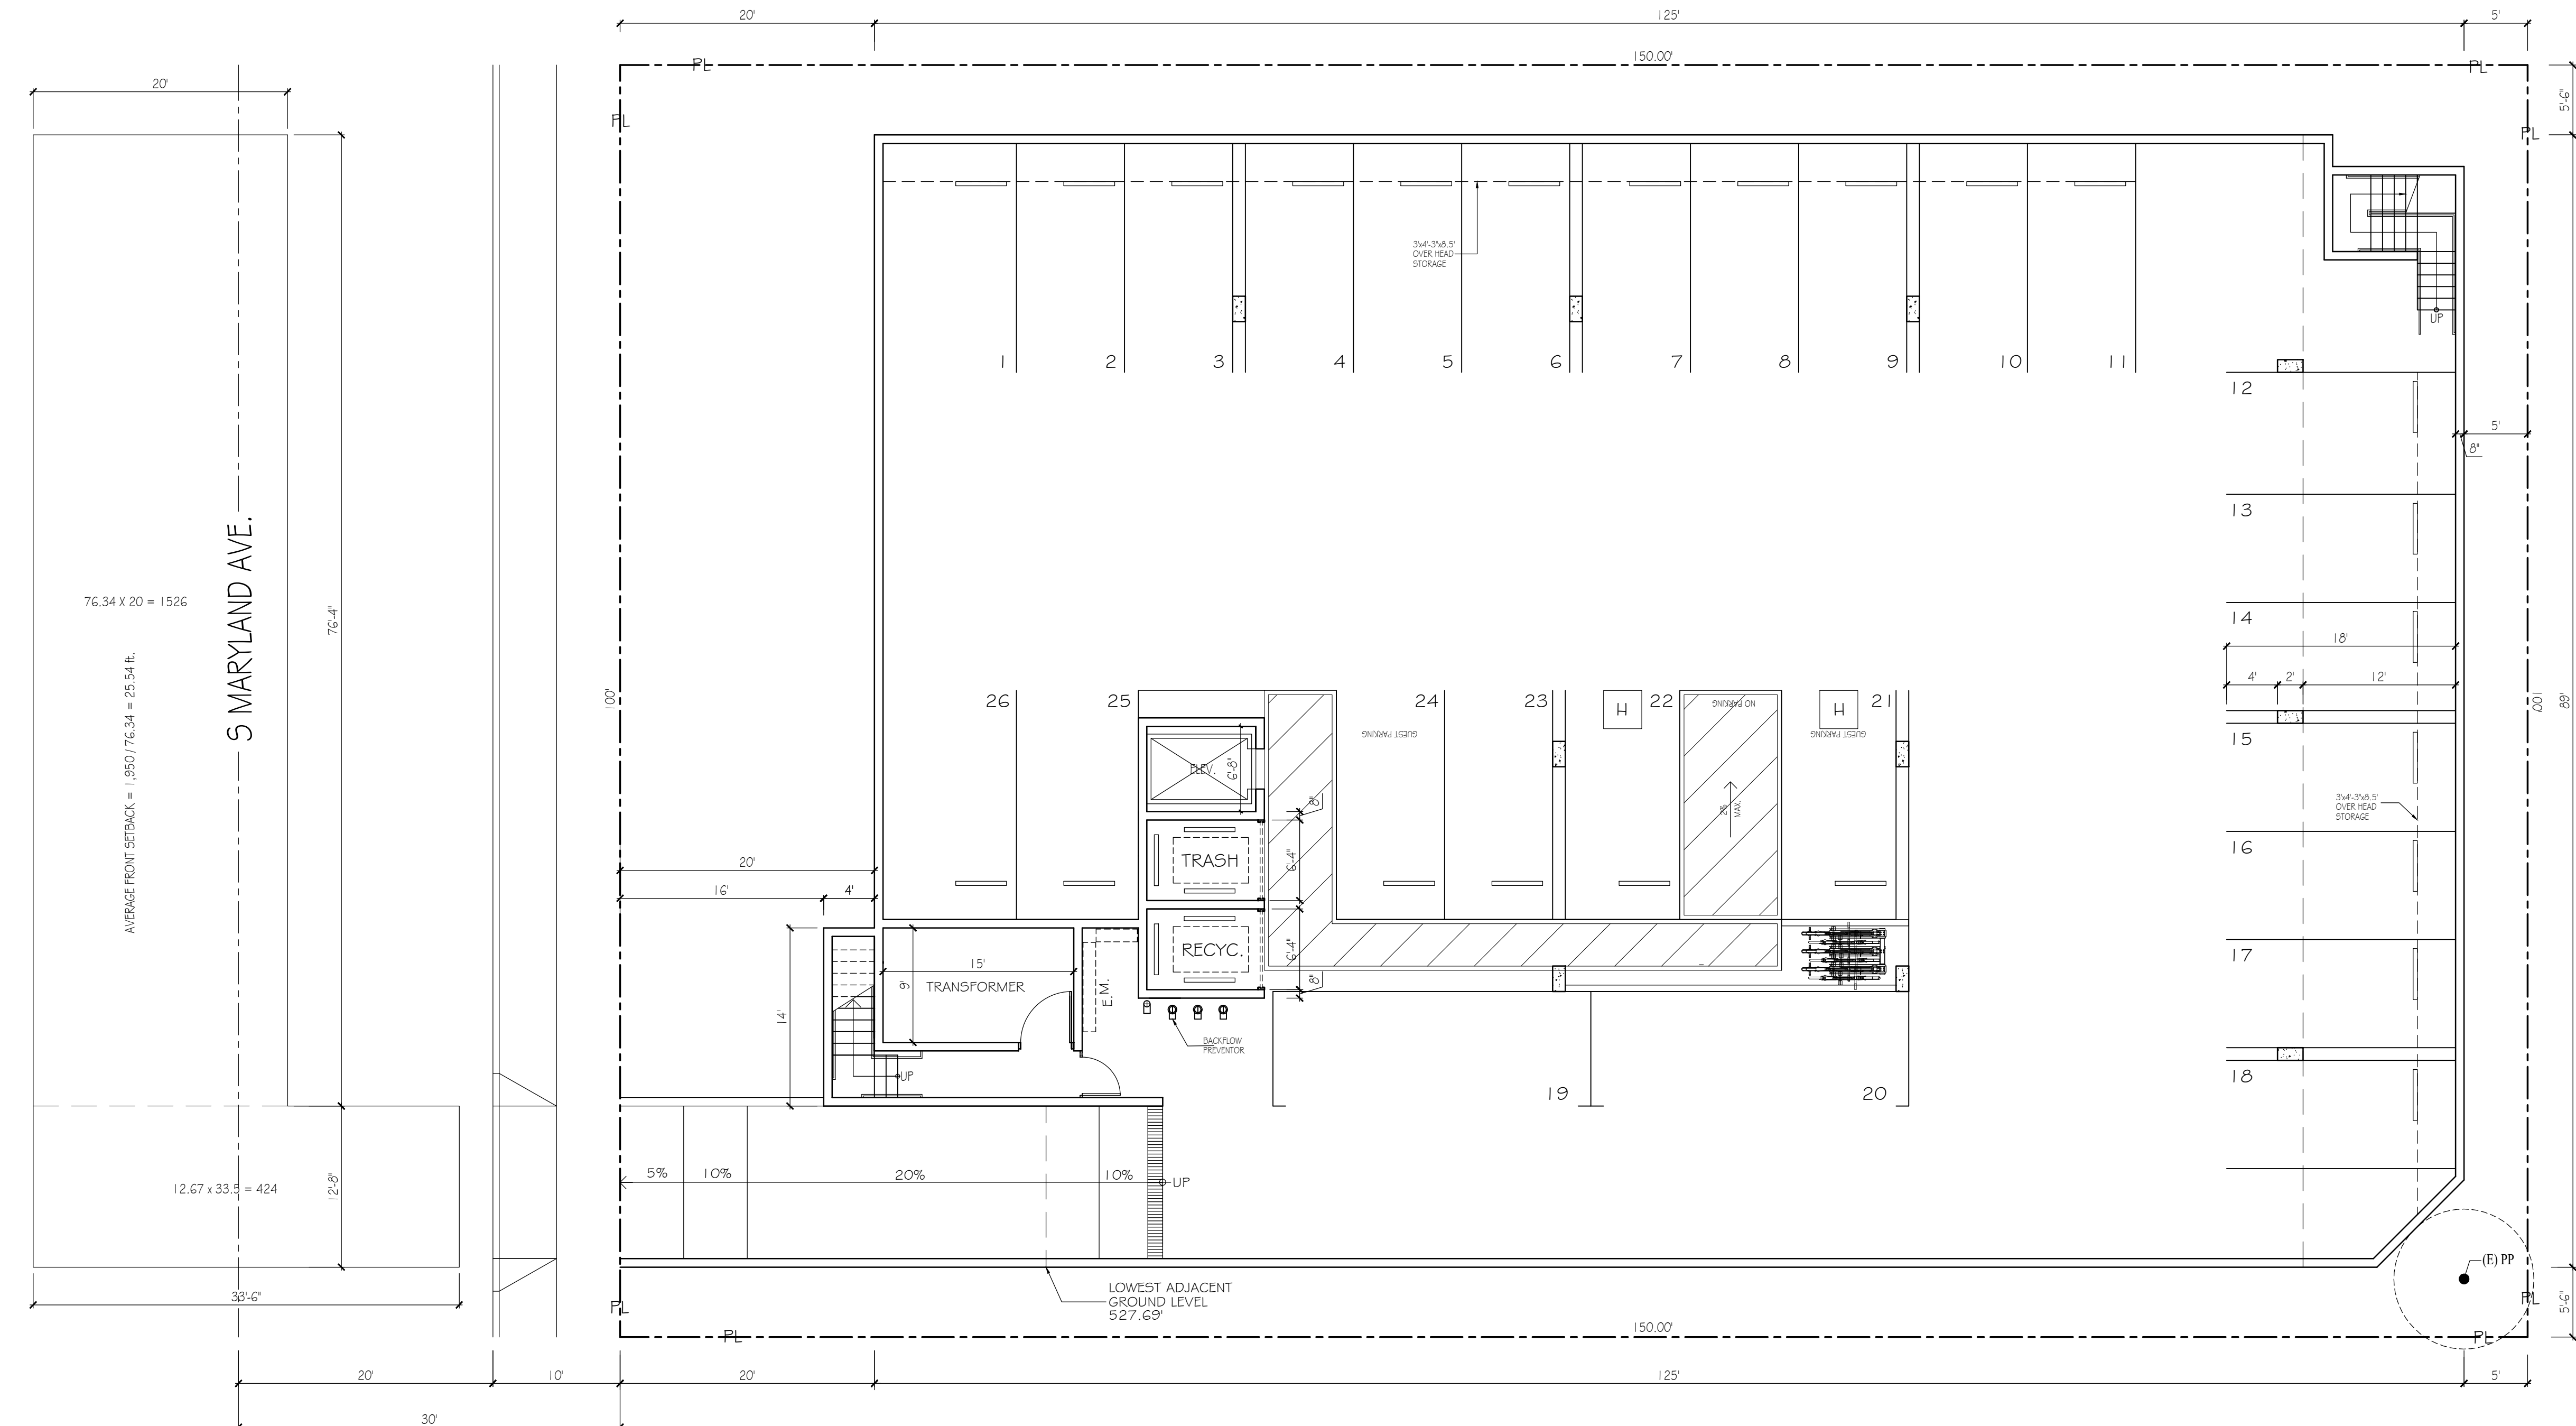 20'
125'
5'
150.00'
PL
PL
20'
5'-6"
PL
PL
3'x4'-3"x8.5'
OVER HEAD
STORAGE
UP
1
2
3
4
5
6
7
8
9
10
11
12
5'
8"
13
S MARYLAND AVE.
76.34 X 20 = 1526
76'-4"
14
18'
AVERAGE FRONT SETBACK = 1,950 / 76.34 = 25.54 ft.
100'
4'
2'
12'
100'
89'
26
25
24
23
H
22
NO PARKING
H
21
GUEST PARKING
GUEST PARKING
15
ELEV.
6'-8"
8"
2%
MAX.
3'x4'-3"x8.5'
OVER HEAD
STORAGE
20'
TRASH
6'-4"
16
16'
4'
RECYC.
6'-4"
17
15'
9'
TRANSFORMER
E.M.
8"
14'
BACKFLOW
PREVENTOR
UP
19
20
18
5%
10%
20%
10%
UP
12.67 x 33.5 = 424
12'-8"
33'-6"
LOWEST ADJACENT
GROUND LEVEL
527.69'
(E) PP
PL
PL
5'-6"
PL
150.00'
PL
20'
10'
20'
125'
5'
30'